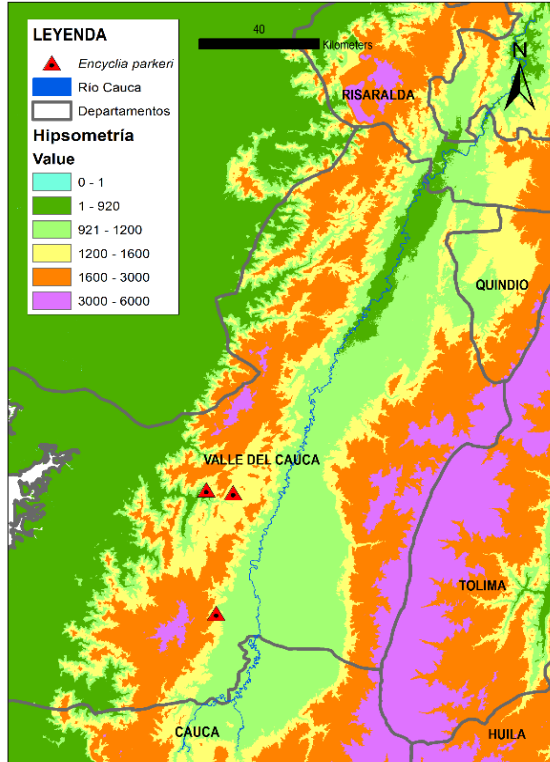 LEYENDA
Encyclia parkeri
Río Cauca
Departamentos
Hipsometría
Value
0 - 1
1 - 920
921 - 1200
1200 - 1600
1600 - 3000
3000 - 6000
40
Kilometers
N
RISARALDA
QUINDIO
VALLE DEL CAUCA
TOLIMA
CAUCA
HUILA